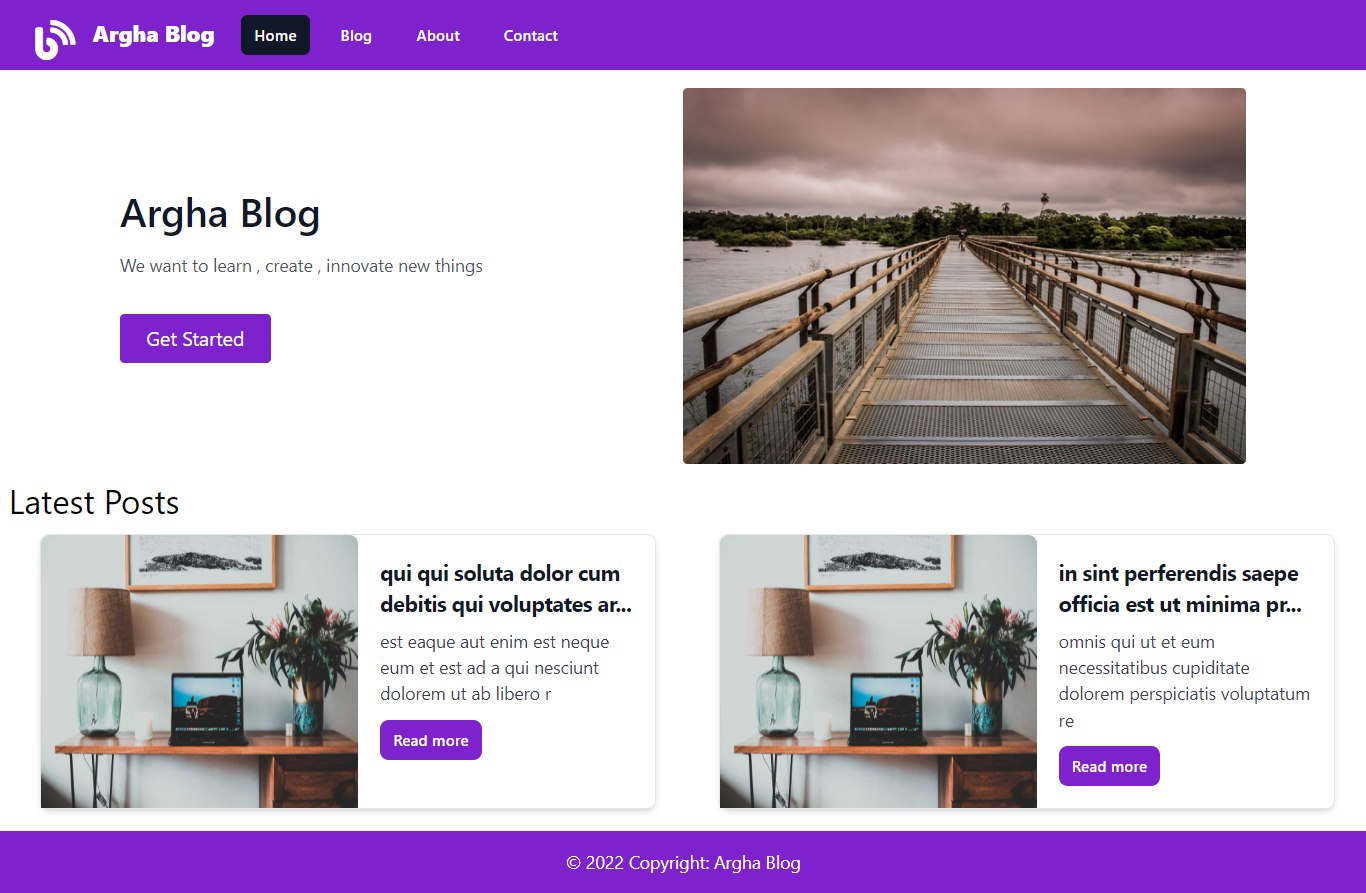 Argha Blog Home Blog About Contact
Argha Blog
We want to learn , create , innovate new things
Get Started
Latest Posts
qui qui soluta dolor cum
debitis qui voluptates ar...
est eaque aut enim est neque
eum et est ad a qui nesciunt
dolorem ut ab libero r
Read more
in sint perferendis saepe
officia est ut minima pr...
omnis qui ut et eum
necessitatibus cupiditate
dolorem perspiciatis voluptatum
re
Read more
© 2022 Copyright: Argha Blog